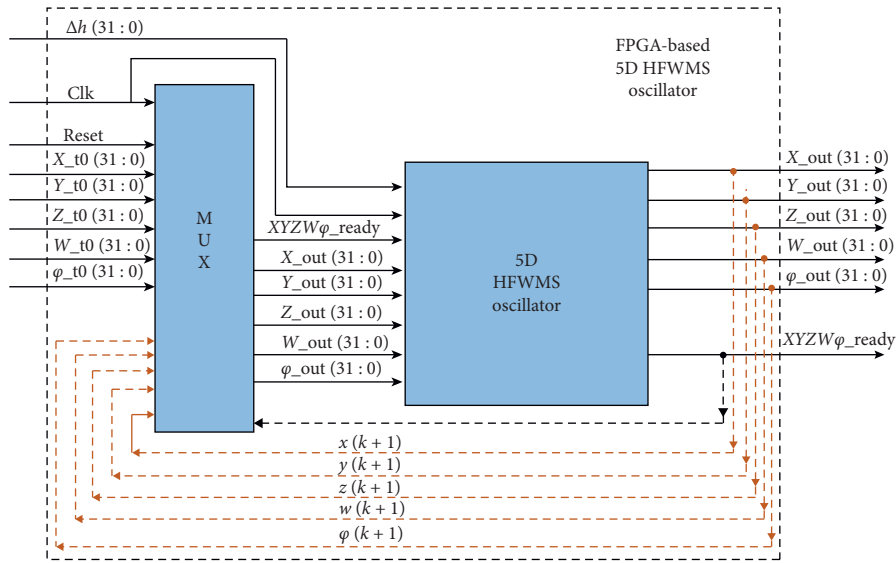 Δh (31 : 0)
FPGA-based
5D HFWMS
oscillator
Clk
Reset
X_t0 (31 : 0)
Y_t0 (31 : 0)
Z_t0 (31 : 0)
W_t0 (31 : 0)
φ_t0 (31 : 0)
M
U
X
XYZWφ_ready
X_out (31 : 0)
Y_out (31 : 0)
Z_out (31 : 0)
W_out (31 : 0)
φ_out (31 : 0)
5D
HFWMS
oscillator
X_out (31 : 0)
Y_out (31 : 0)
Z_out (31 : 0)
W_out (31 : 0)
φ_out (31 : 0)
XYZWφ_ready
x (k + 1)
y (k + 1)
z (k + 1)
w (k + 1)
φ (k + 1)